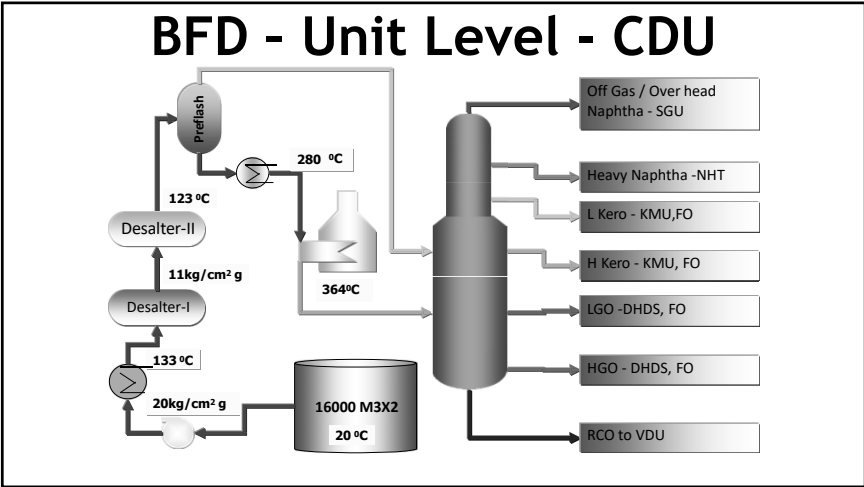 BFD - Unit Level - CDU
Preflash
280 ⁰C
123 ⁰C
Desalter-II
11kg/cm² g
Desalter-I
133 ⁰C
20kg/cm² g
364⁰C
16000 M3X2
20 ⁰C
Off Gas / Over head
Naphtha - SGU
Heavy Naphtha -NHT
L Kero - KMU,FO
H Kero - KMU, FO
LGO -DHDS, FO
HGO - DHDS, FO
RCO to VDU